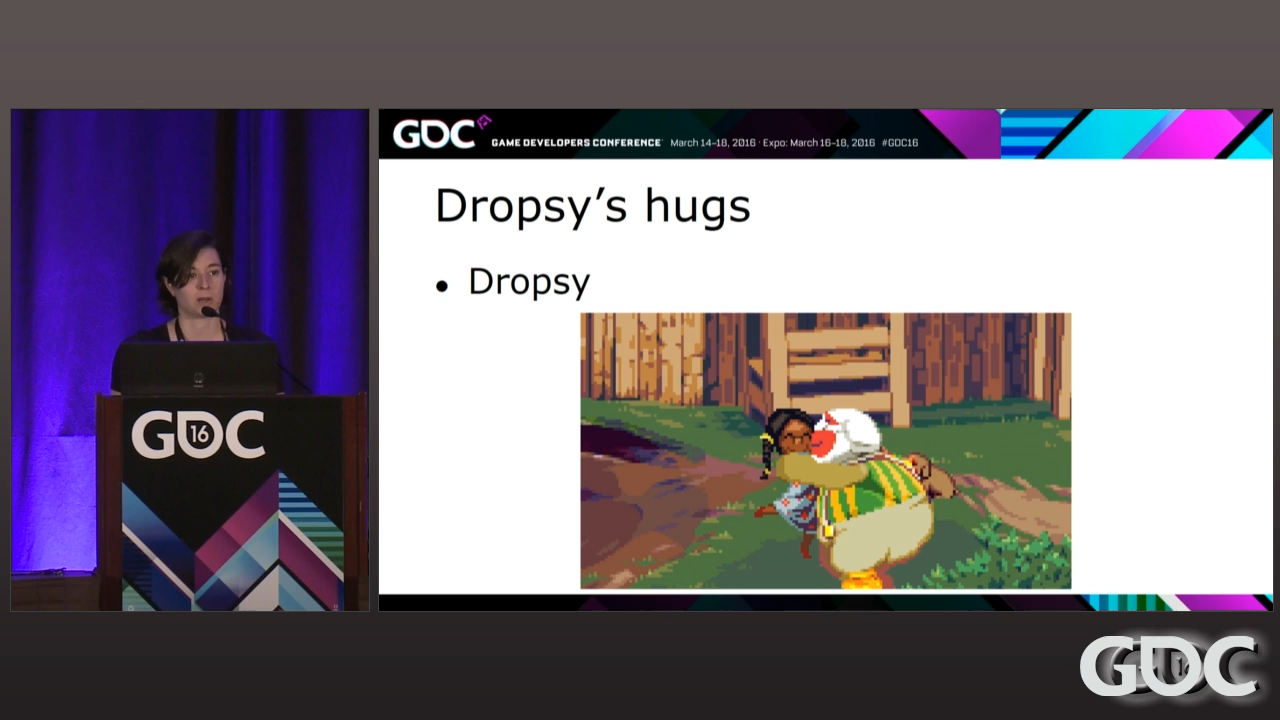 GDC
GAME DEVELOPERS CONFERENCE March 14-18, 2016 · Expo: March 16-18, 2016 #GDC16
Dropsy's hugs
• Dropsy
GDC
16
GDC
16